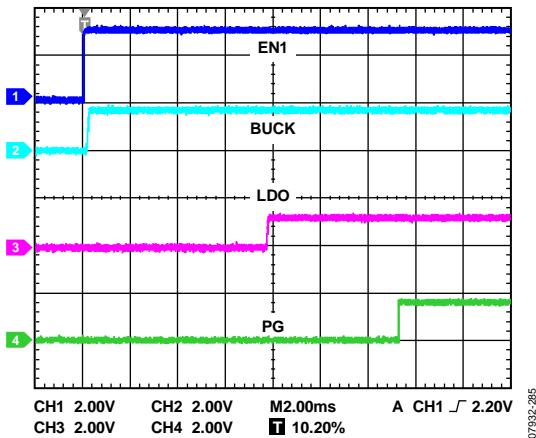 T
EN1
1
BUCK
2
LDO
3
PG
4
CH1 2.00V CH2 2.00V M2.00ms A CH1 2.20V
CH3 2.00V CH4 2.00V T 10.20%
07932-285